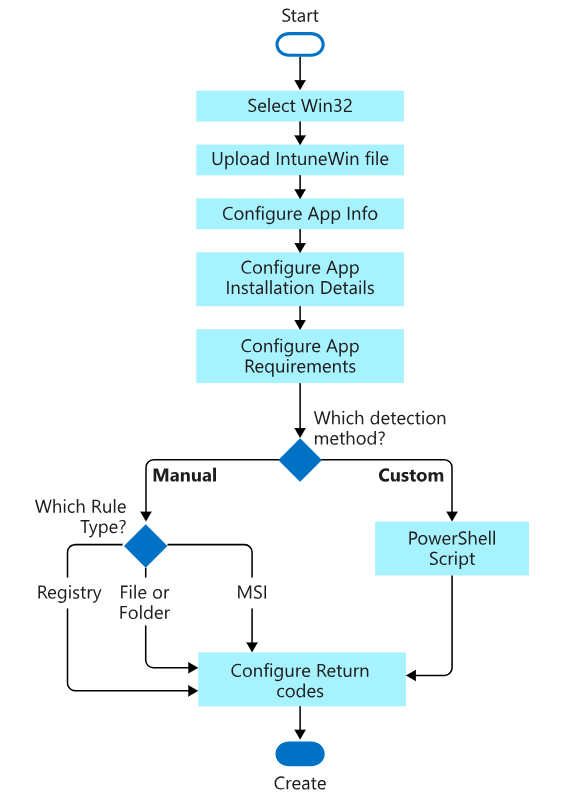 Start
Select Win32
Upload IntuneWin file
Configure App Info
Configure App
Installation Details
Configure App
Requirements
Which detection
method?
Manual
Custom
Which Rule
Type?
PowerShell
Script
Registry
File or
Folder
MSI
Configure Return
codes
Create